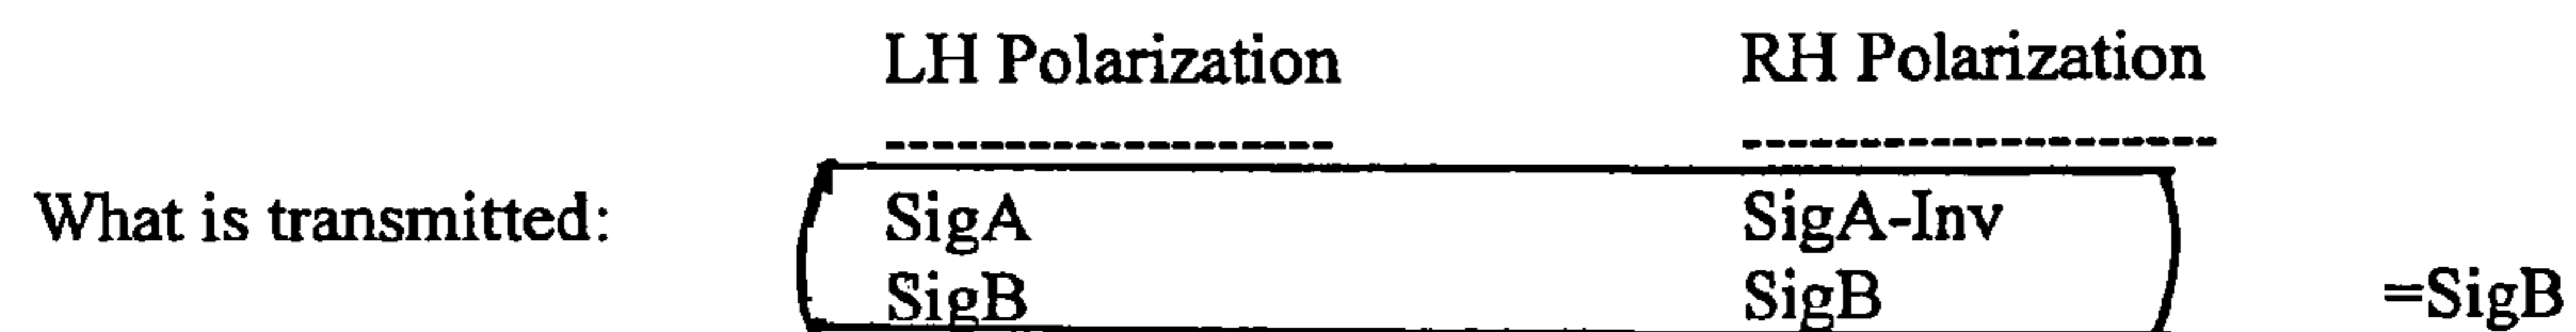 LH Polarization RH Polarization
-------------------- ---------------------
What is transmitted: SigA SigA-Inv
SigB SigB =SigB